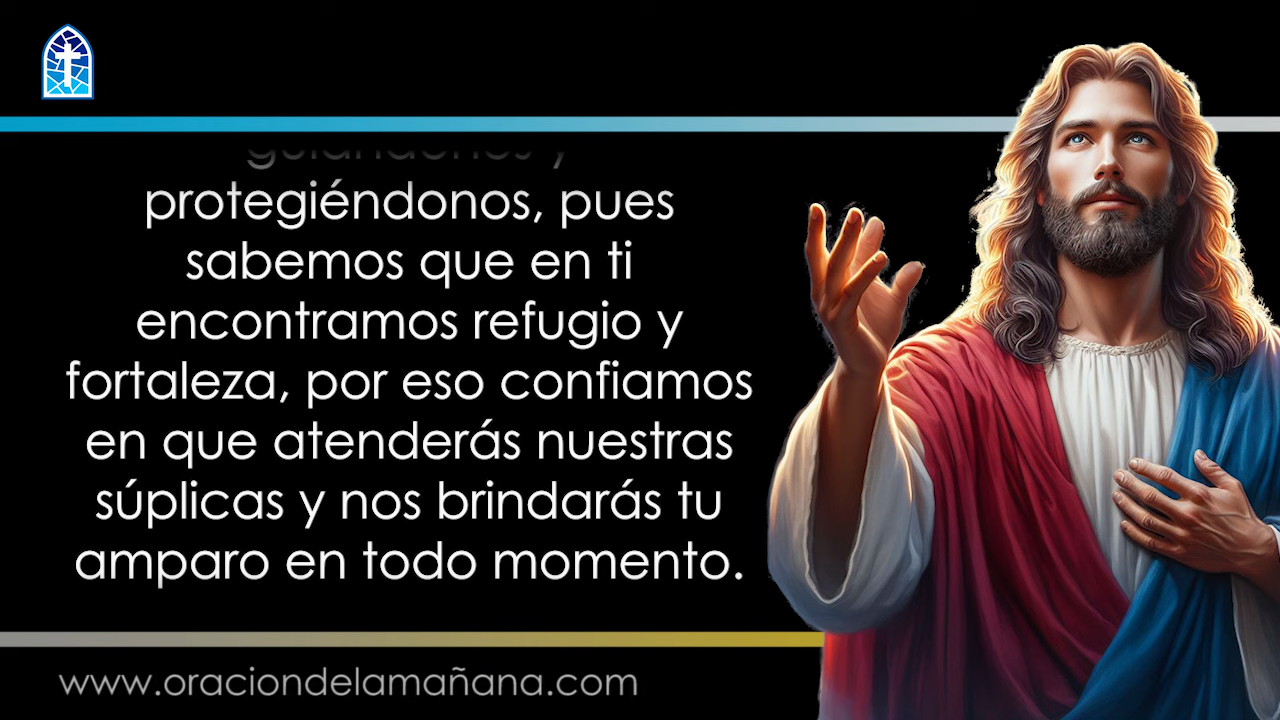 guiándonos y
protegiéndonos, pues
sabemos que en ti
encontramos refugio y
fortaleza, por eso confiamos
en que atenderás nuestras
súplicas y nos brindarás tu
amparo en todo momento.
www.oraciondelamañana.com